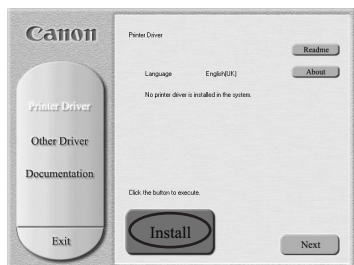 Canon
Printer Driver
Other Driver
Documentation
Exit
Printer Driver
Readme
Language English(UK)
About
No printer driver is installed in the system.
Click the button to execute.
Install
Next